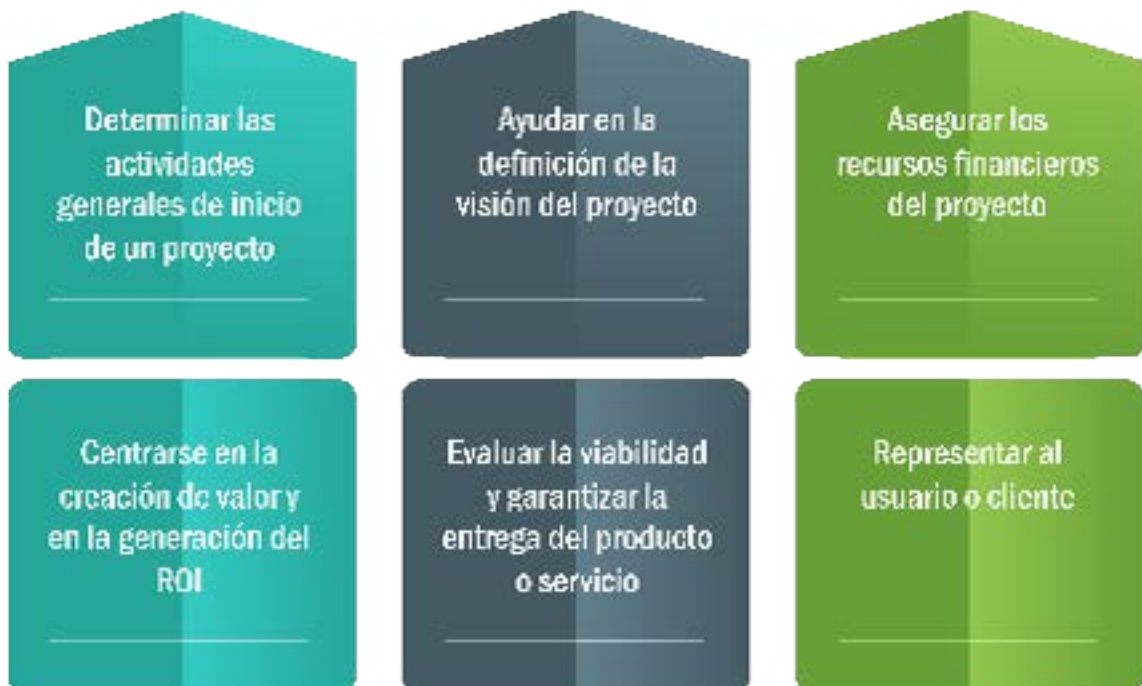 Determinar las
actividades
generales de inicio
de un proyecto
Ayudar en la
definición de la
visión del proyecto
Asegurar los
recursos financieros
del proyecto
Centrarse en la
creación de valor y
en la generación del
ROI
Evaluar la viabilidad
y garantizar la
entrega del producto
o servicio
Representar al
usuario o cliente